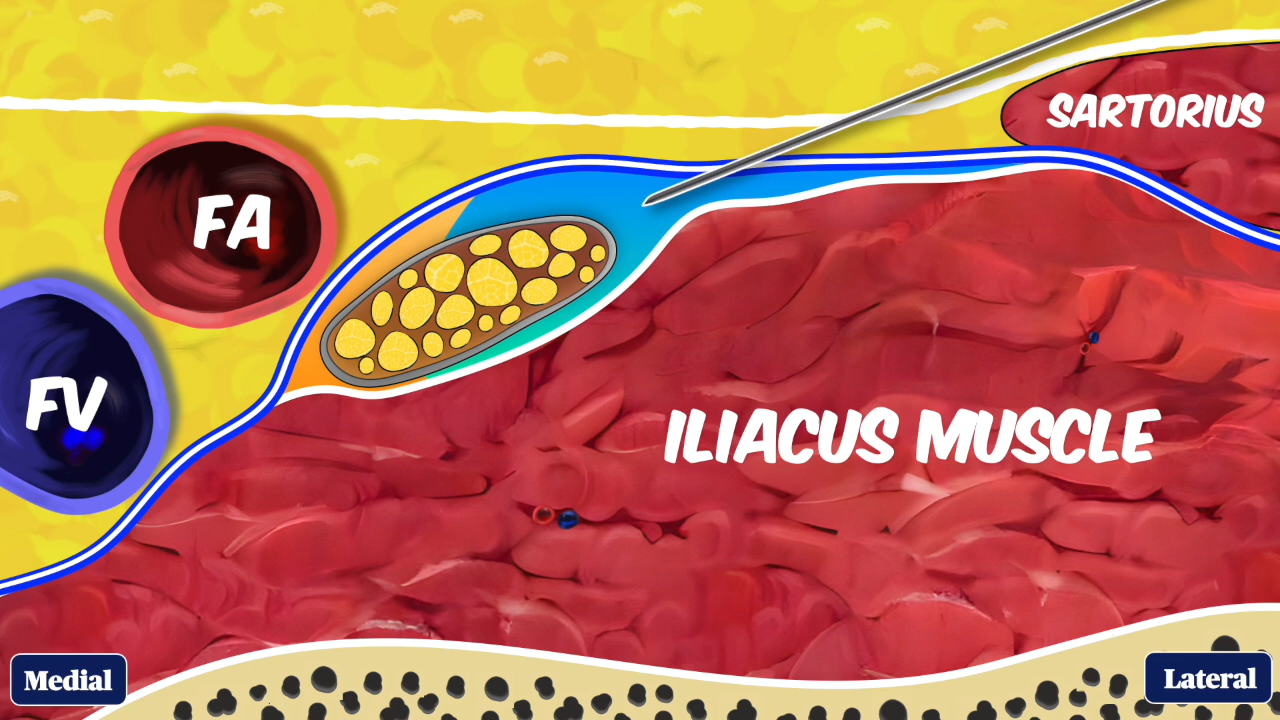 SARTORIUS
FA
FV
ILIACUS MUSCLE
Medial
Lateral